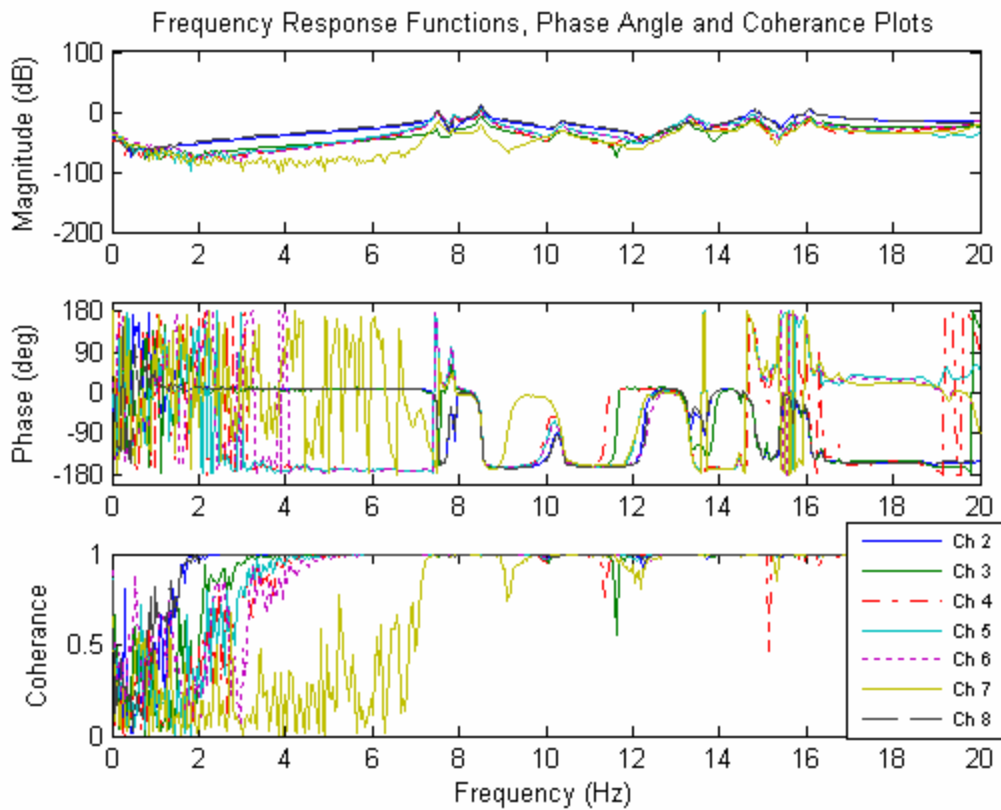 Frequency Response Functions, Phase Angle and Coherance Plots
Magnitude (dB)
100
0
-100
-200
0 2 4 6 8 10 12 14 16 18 20
Phase (deg)
180
90
0
-90
-180
0 2 4 6 8 10 12 14 16 18 20
Coherance
1
0.5
0
0 2 4 6 8 10 12 14 16 18 20
Frequency (Hz)
Ch 2
Ch 3
Ch 4
Ch 5
Ch 6
Ch 7
Ch 8